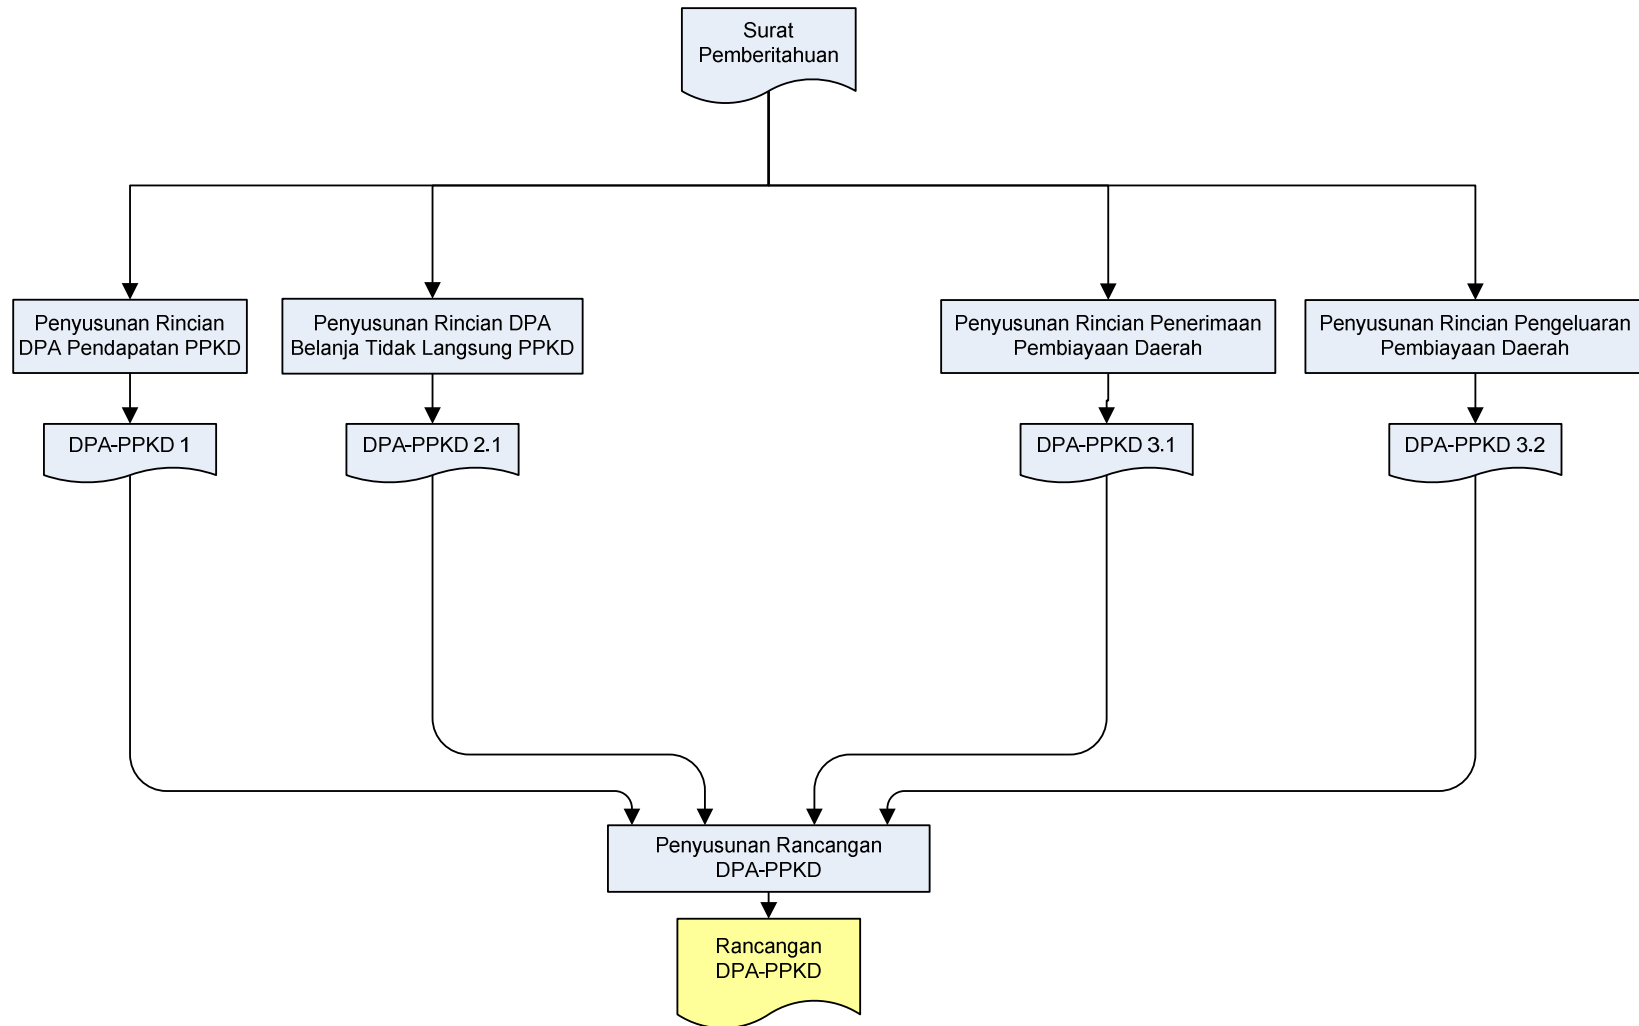 Surat
Pemberitahuan
Penyusunan Rincian
DPA Pendapatan PPKD
Penyusunan Rincian DPA
Belanja Tidak Langsung PPKD
Penyusunan Rincian Penerimaan
Pembiayaan Daerah
Penyusunan Rincian Pengeluaran
Pembiayaan Daerah
DPA-PPKD 1
DPA-PPKD 2.1
DPA-PPKD 3.1
DPA-PPKD 3.2
Penyusunan Rancangan
DPA-PPKD
Rancangan
DPA-PPKD